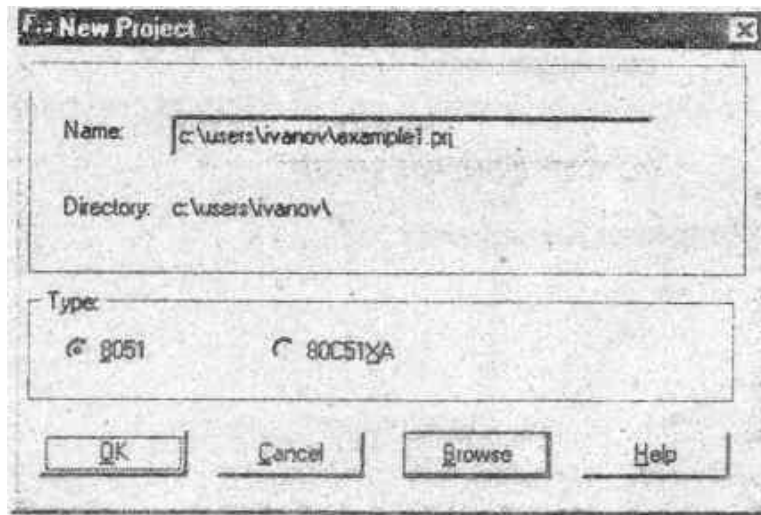 New Project
Name: c:\users\ivanov\example1.prj
Directory: c:\users\ivanov\
Type:
8051 80C51XA
OK Cancel Browse Help